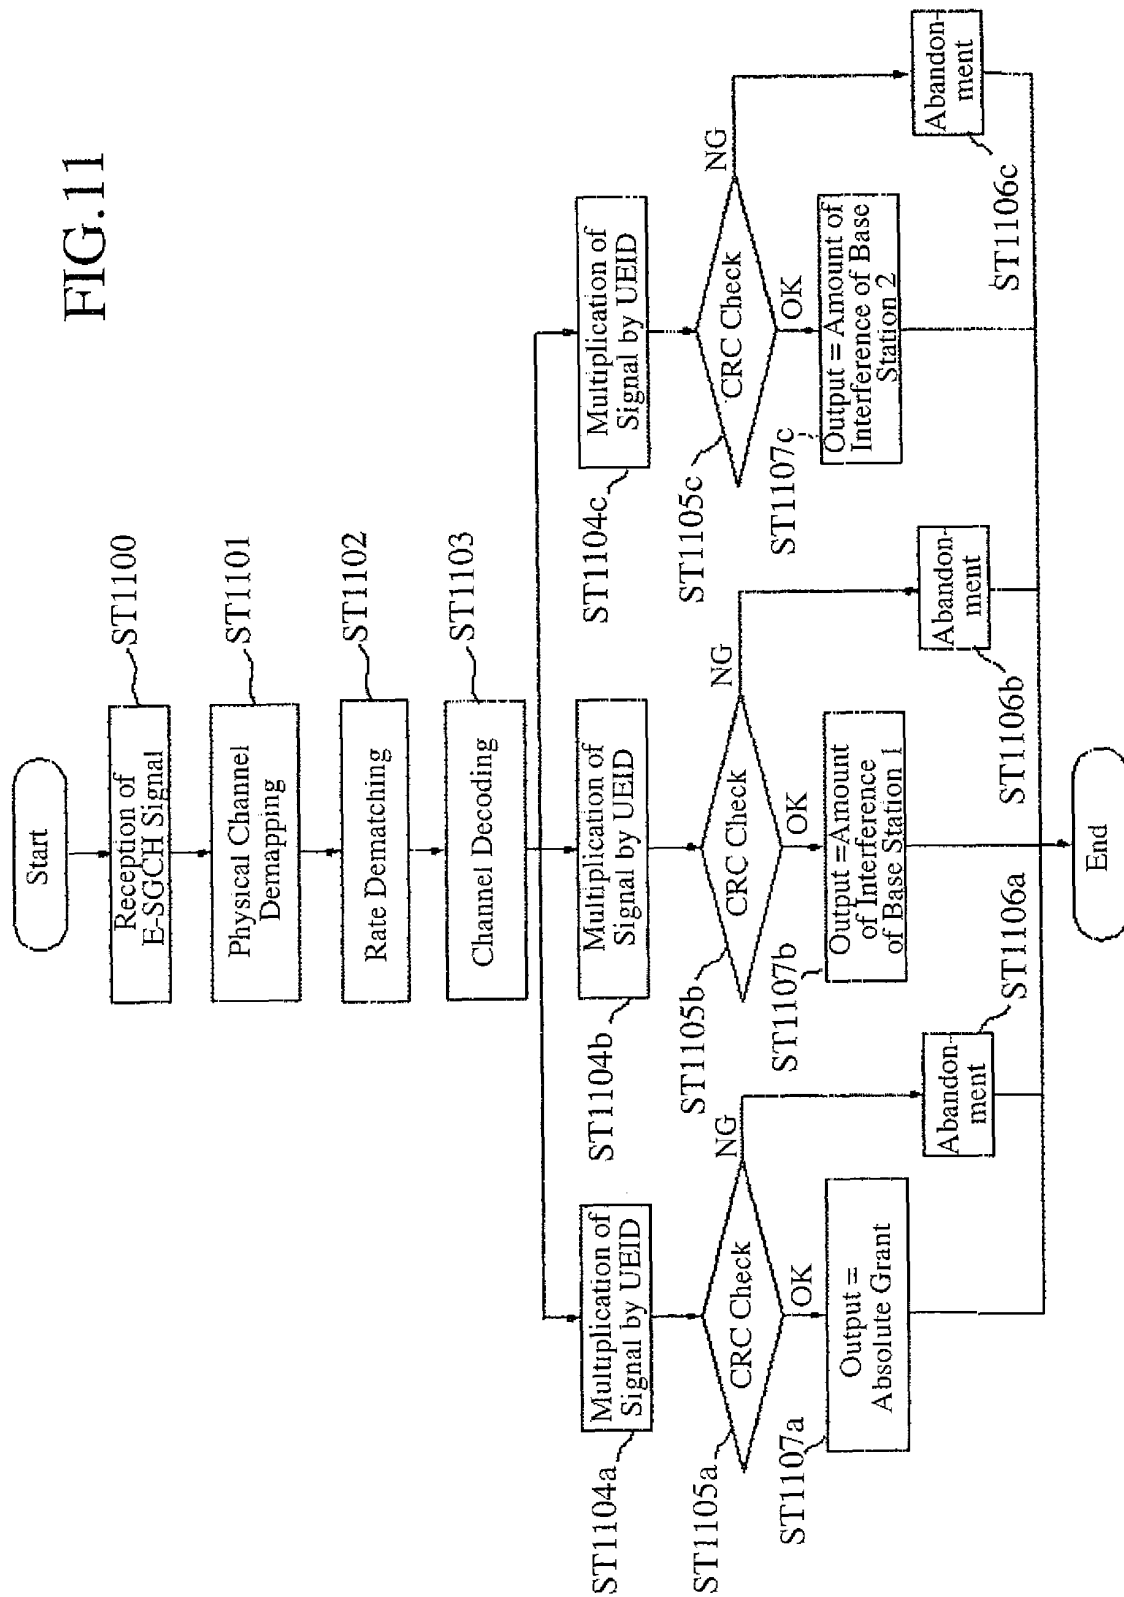 FIG.11
Start
Reception of
E-SGCHI Signal
ST1100
Physical Channel
Demapping
ST1101
Rate Dematching
ST1102
Channel Decoding
ST1103
Multiplication of
Signal by UEID
ST1104a
Multiplication of
Signal by UEID
ST1104b
Multiplication of
Signal by UEID
ST1104c
CRC Check
ST1105a
NG
OK
CRC Check
ST1105b
NG
OK
CRC Check
ST1105c
NG
OK
Output =
Absolute Grant
ST1107a
Output =Amount
of Interference
of Base Station 1
ST1107b
Output = Amount of
Interference of Base
Station 2
ST1107c
Abandon-
ment
ST1106a
Abandon-
ment
ST1106b
Abandon-
ment
ST1106c
End